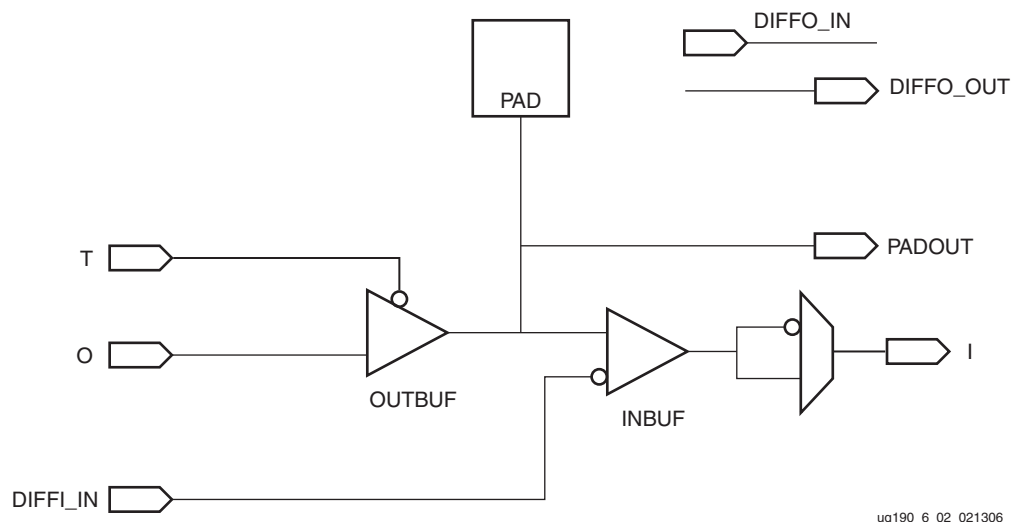 DIFFO_IN
DIFFO_OUT
PAD
T
PADOUT
O
I
OUTBUF
INBUF
DIFFI_IN
ug190_6_02_021306